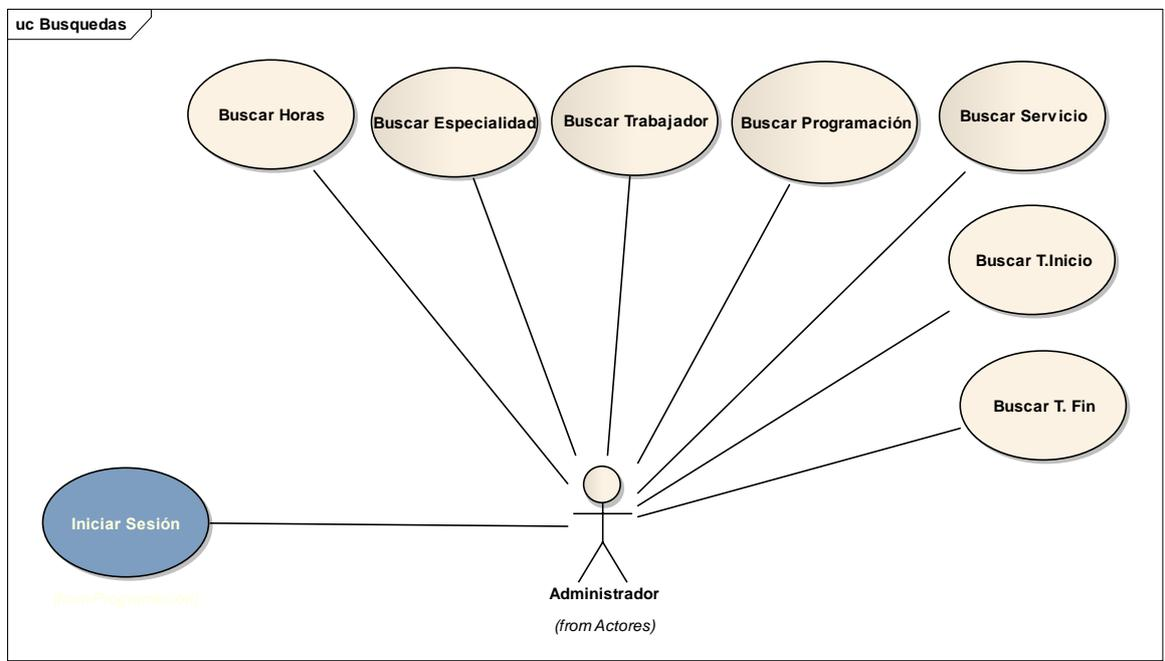 uc Busquedas
Buscar Horas
Buscar Especialidad
Buscar Trabajador
Buscar Programación
Buscar Servicio
Buscar T.Inicio
Buscar T. Fin
Iniciar Sesión
Administrador
(from Actores)